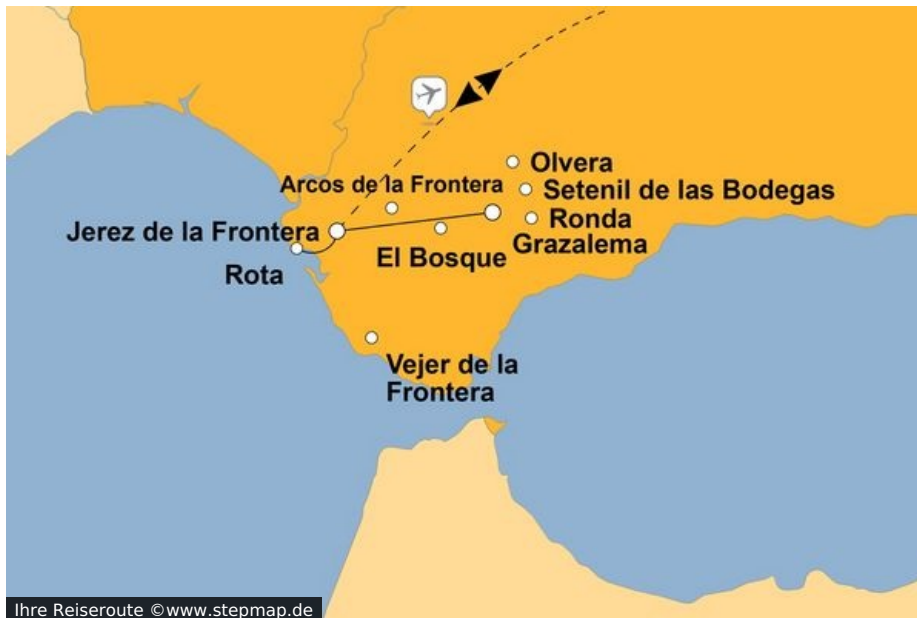 Olvera
Arcos de la Frontera
Setenil de las Bodegas
Ronda
Jerez de la Frontera
Grazalema
El Bosque
Rota
Vejer de la
Frontera
Ihre Reiseroute ©www.stepmap.de